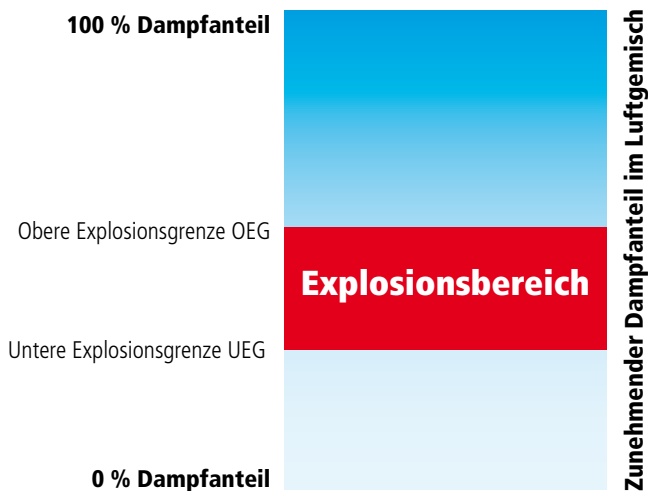 100 % Dampfanteil
Obere Explosionsgrenze OEG
Explosionsbereich
Untere Explosionsgrenze UEG
0 % Dampfanteil
Zunehmender Dampfanteil im Luftgemisch